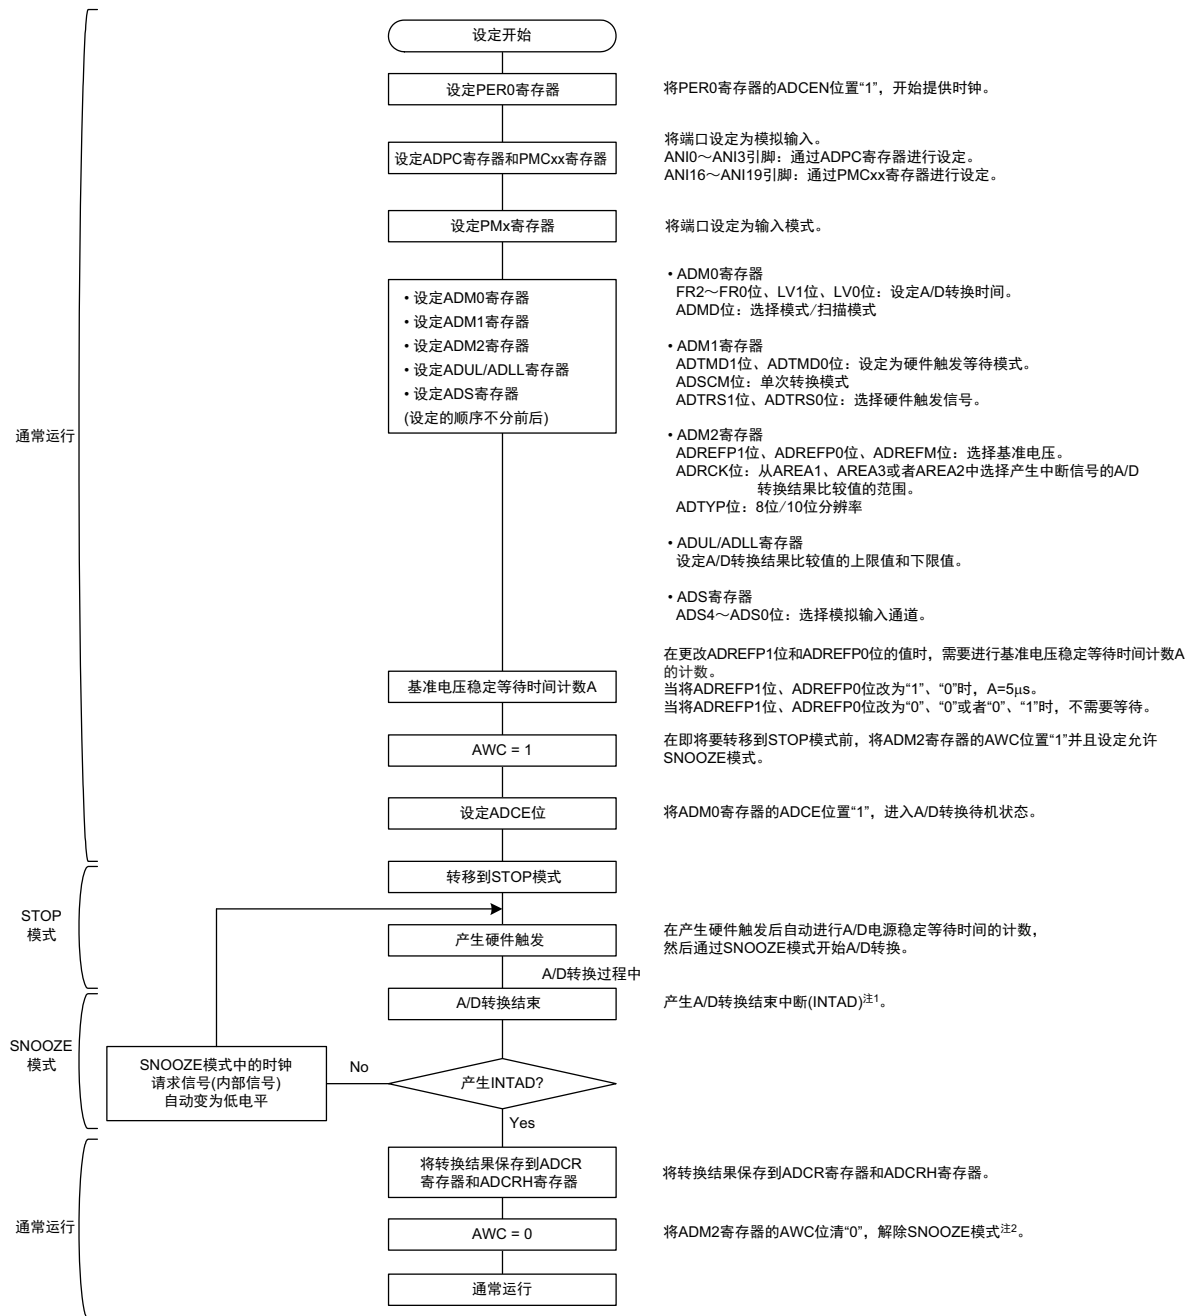 设定开始
设定PER0寄存器
将PER0寄存器的ADCEN位置“1”，开始提供时钟。
设定ADPC寄存器和PMCxx寄存器
将端口设定为模拟输入。
ANI0～ANI3引脚：通过ADPC寄存器进行设定。
ANI16～ANI19引脚：通过PMCxx寄存器进行设定。
设定PMx寄存器
将端口设定为输入模式。
• 设定ADM0寄存器
• 设定ADM1寄存器
• 设定ADM2寄存器
• 设定ADUL/ADLL寄存器
• 设定ADS寄存器
(设定的顺序不分前后)
• ADM0寄存器
FR2～FR0位、LV1位、LV0位：设定A/D转换时间。
ADMD位：选择模式/扫描模式
• ADM1寄存器
ADTMD1位、ADTMD0位：设定为硬件触发等待模式。
ADSCM位：单次转换模式
ADTRS1位、ADTRS0位：选择硬件触发信号。
• ADM2寄存器
ADREFP1位、ADREFP0位、ADREFM位：选择基准电压。
ADRCK位：从AREA1、AREA3或者AREA2中选择产生中断信号的A/D
转换结果比较值的范围。
ADTYP位：8位/10位分辨率
• ADUL/ADLL寄存器
设定A/D转换结果比较值的上限值和下限值。
• ADS寄存器
ADS4～ADS0位：选择模拟输入通道。
通常运行
基准电压稳定等待时间计数A
在更改ADREFP1位和ADREFP0位的值时，需要进行基准电压稳定等待时间计数A
的计数。
当将ADREFP1位、ADREFP0位改为“1”、“0”时，A=5μs。
当将ADREFP1位、ADREFP0位改为“0”、“0”或者“0”、“1”时，不需要等待。
AWC = 1
在即将要转移到STOP模式前，将ADM2寄存器的AWC位置“1”并且设定允许
SNOOZE模式。
设定ADCE位
将ADM0寄存器的ADCE位置“1”，进入A/D转换待机状态。
转移到STOP模式
STOP
模式
产生硬件触发
在产生硬件触发后自动进行A/D电源稳定等待时间的计数，
然后通过SNOOZE模式开始A/D转换。
A/D转换过程中
A/D转换结束
产生A/D转换结束中断(INTAD)注1。
SNOOZE
模式
SNOOZE模式中的时钟
请求信号(内部信号)
自动变为低电平
No
产生INTAD?
Yes
将转换结果保存到ADCR
寄存器和ADCRH寄存器
将转换结果保存到ADCR寄存器和ADCRH寄存器。
通常运行
AWC = 0
将ADM2寄存器的AWC位清“0”，解除SNOOZE模式注2。
通常运行